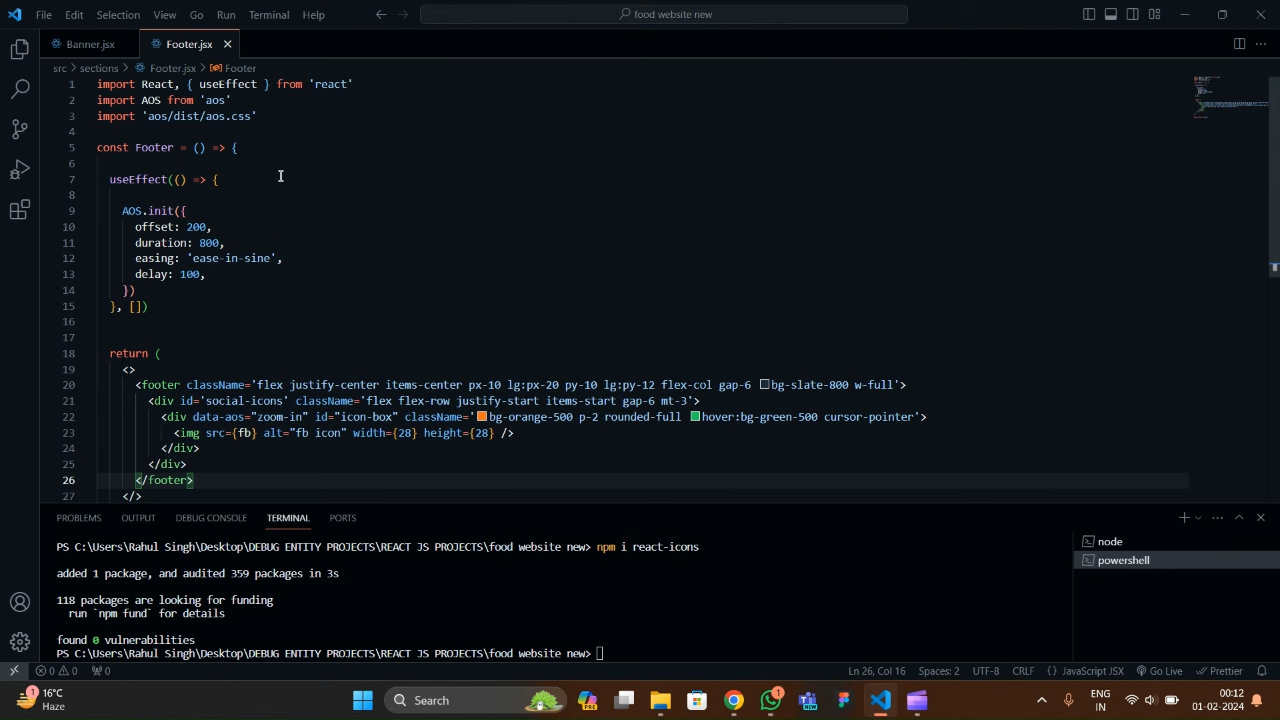 File Edit Selection View Go Run Terminal Help
food website new
Banner.jsx
Footer.jsx
src > sections > Footer.jsx > Footer
1 import React, { useEffect } from 'react'
2 import AOS from 'aos'
3 import 'aos/dist/aos.css'
4
5 const Footer = () => {
6
7 useEffect(() => {
8
9 AOS.init({
10 offset: 200,
11 duration: 800,
12 easing: 'ease-in-sine',
13 delay: 100,
14 })
15 }, [])
16
17
18 return (
19 <>
20 <footer className='flex justify-center items-center px-10 lg:px-20 py-10 lg:py-12 flex-col gap-6 bg-slate-800 w-full'>
21 <div id='social-icons' className='flex flex-row justify-start items-start gap-6 mt-3'>
22 <div data-aos="zoom-in" id="icon-box" className='bg-orange-500 p-2 rounded-full hover:bg-green-500 cursor-pointer'>
23 <img src={fb} alt="fb icon" width={28} height={28} />
24 </div>
25 </div>
26 </footer>
27 </>
PROBLEMS OUTPUT DEBUG CONSOLE TERMINAL PORTS
PS C:\Users\Rahul Singh\Desktop\DEBUG ENTITY PROJECTS\REACT JS PROJECTS\food website new> npm i react-icons
added 1 package, and audited 359 packages in 3s
118 packages are looking for funding
run `npm fund` for details
found 0 vulnerabilities
PS C:\Users\Rahul Singh\Desktop\DEBUG ENTITY PROJECTS\REACT JS PROJECTS\food website new>
node
powershell
0 0 0
Ln 26, Col 16 Spaces: 2 UTF-8 CRLF { } JavaScript JSX Go Live Prettier
1
16°C
Haze
Search
PRE
1
NEW
ENG
IN
00:12
01-02-2024